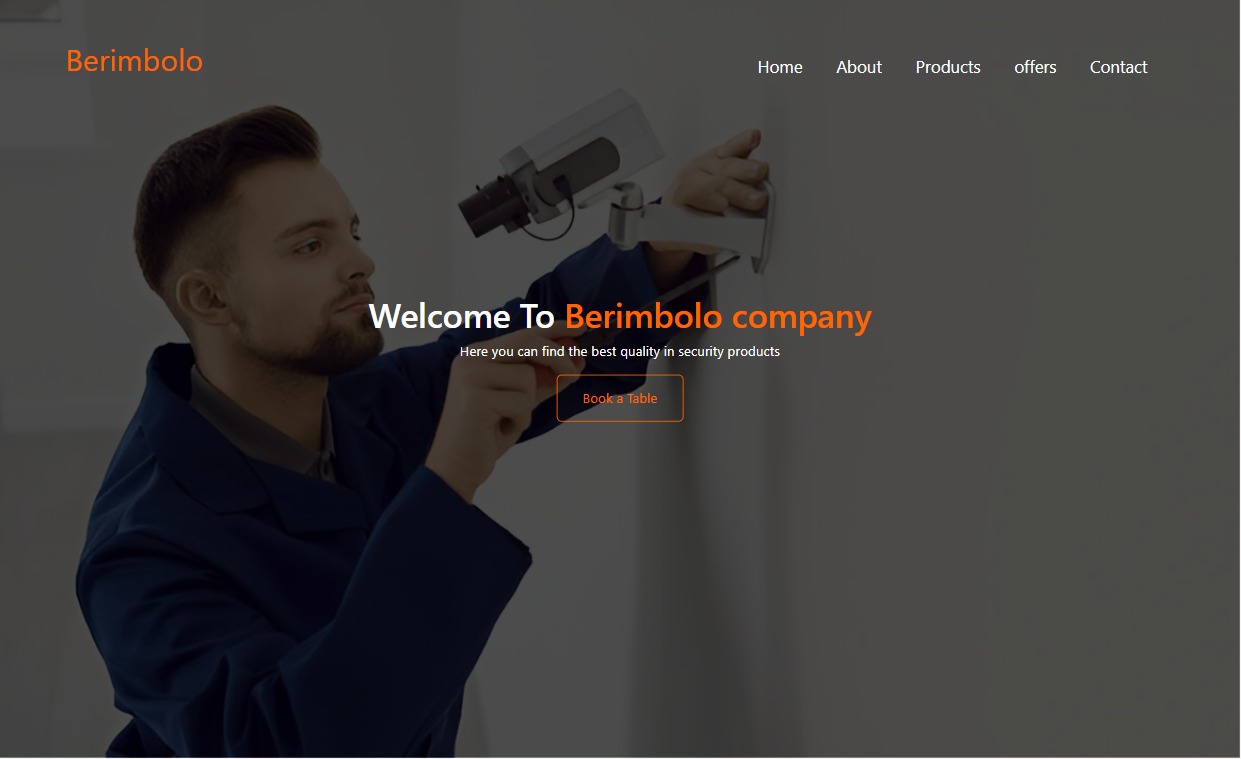 Berimbolo
Home About Products offers Contact
Welcome To Berimbolo company
Here you can find the best quality in security products
Book a Table